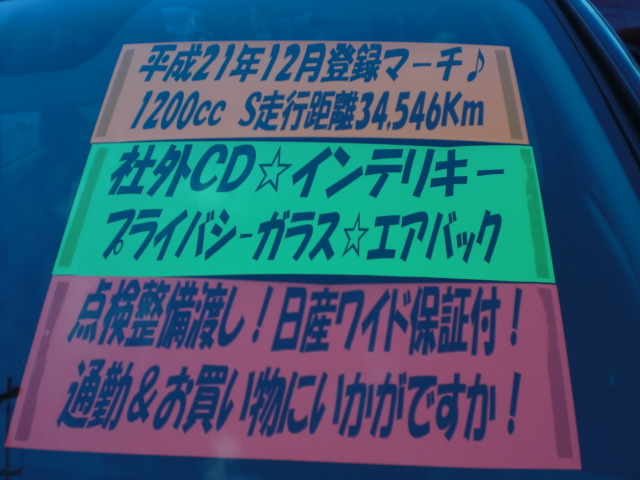 平成21年12月登録マーチ♪
1200cc S走行距離34,546Km
社外CD☆インテリキー
プライバシーガラス☆エアバック
点検整備渡し！日産ワイド保証付！
通勤＆お買い物にいかがですか！